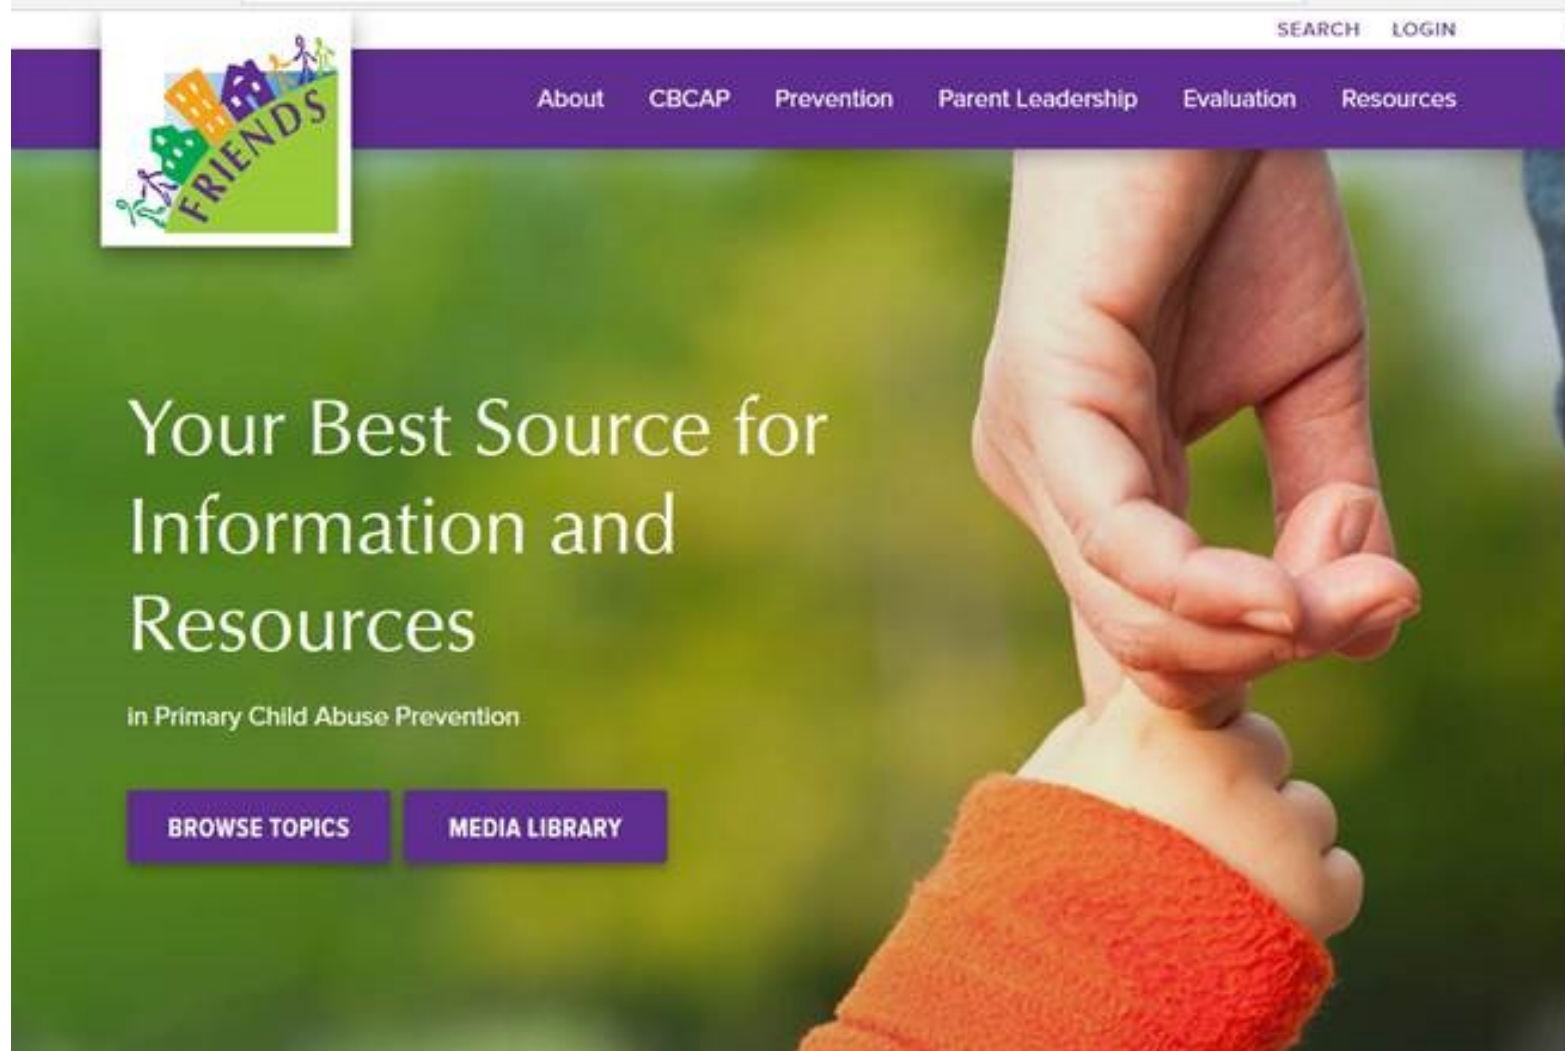 SEARCH LOGIN
FRIENDS
About CBCAP Prevention Parent Leadership Evaluation Resources
Your Best Source for
Information and
Resources
in Primary Child Abuse Prevention
BROWSE TOPICS MEDIA LIBRARY